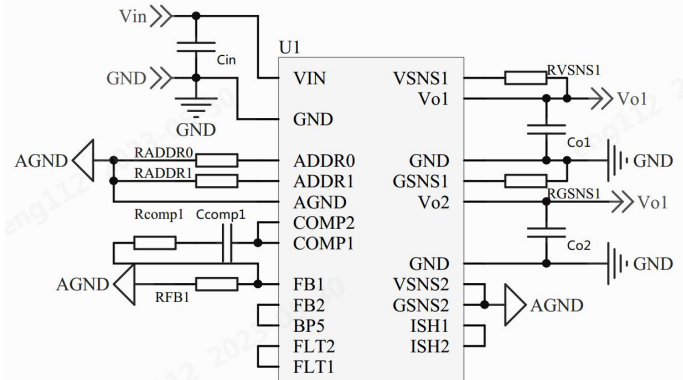 Vin
Cin
U1
GND
GND
VIN
GND
ADDR0
ADDR1
AGND
COMP2
COMP1
FB1
FB2
BP5
FLT2
FLT1
VSNS1
Vo1
GND
GSNS1
Vo2
GND
VSNS2
GSNS2
ISH1
ISH2
AGND
RADDR0
RADDR1
Rcomp1
Ccomp1
AGND
RFB1
RVSNS1
Vo1
Co1
GND
RGSNS1
Vo1
Co2
GND
AGND